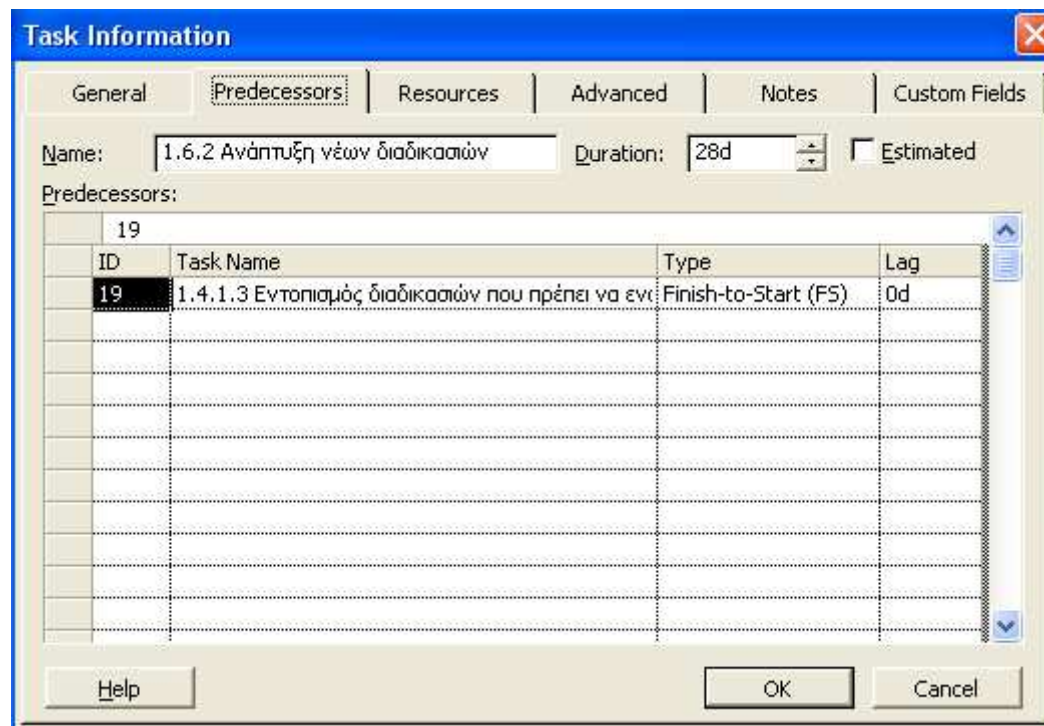 Task Information
General Predecessors Resources Advanced Notes Custom Fields
Name: 1.6.2 Ανάπτυξη νέων διαδικασιών Duration: 28d Estimated
Predecessors:
19
ID Task Name Type Lag
19 1.4.1.3 Εντοπισμός διαδικασιών που πρέπει να Finish-to-Start (FS) 0d
Help OK Cancel